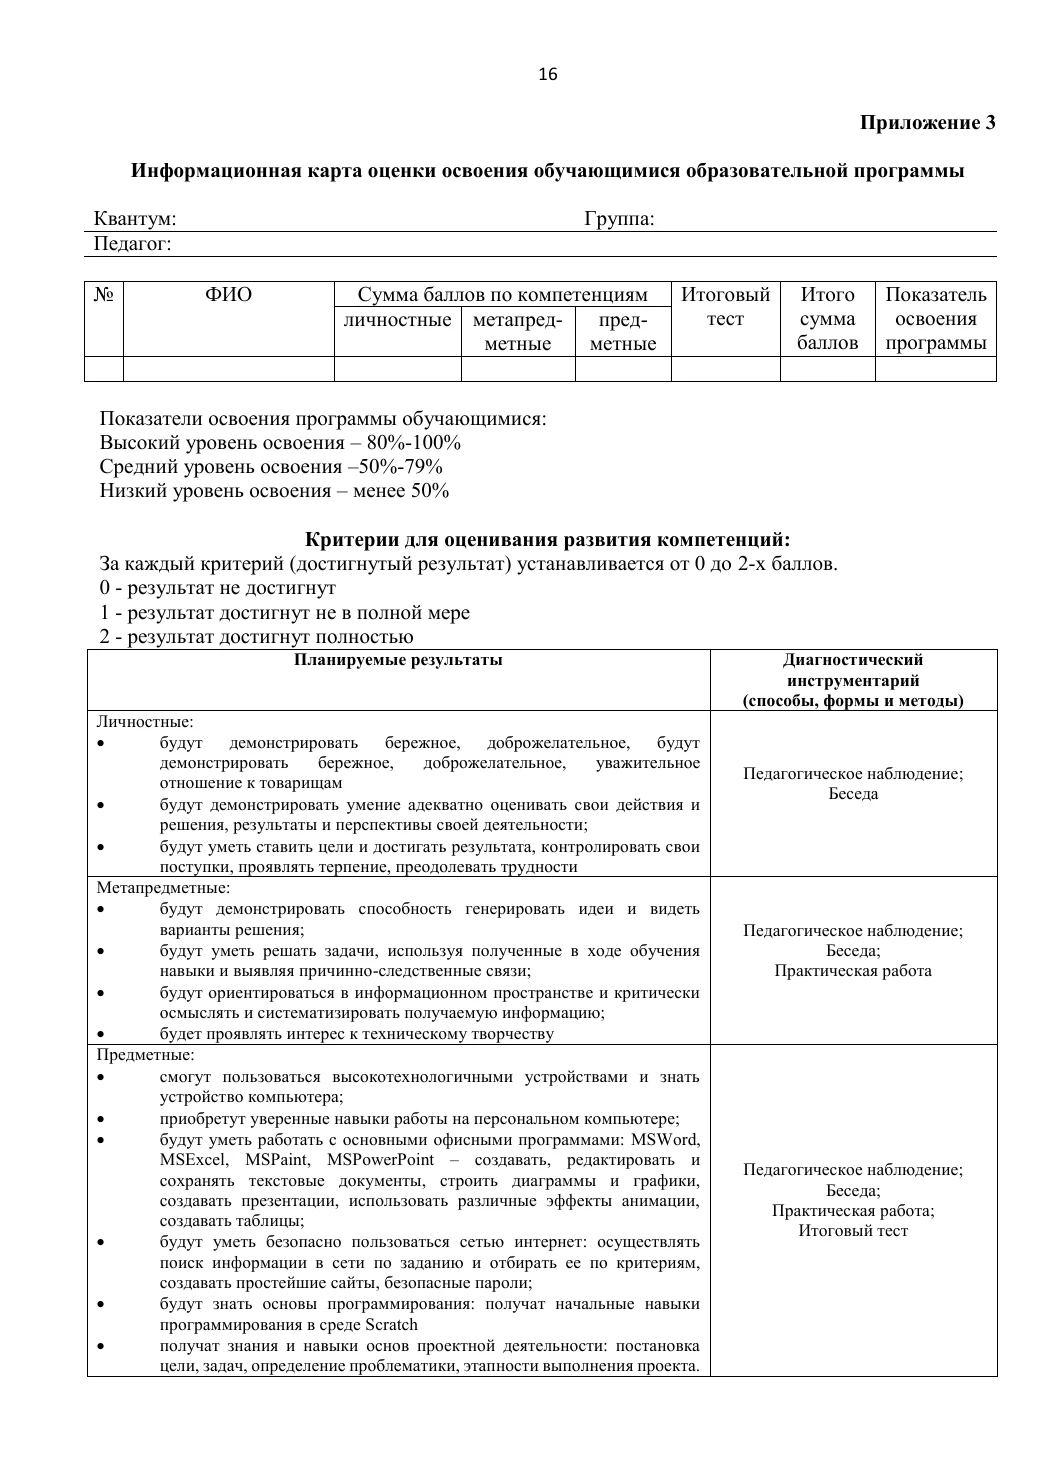 16
Приложение 3
Информационная карта оценки освоения обучающимися образовательной программы
Квантум: Группа:
Педагог:
№ ФИО Сумма баллов по компетенциям Итоговый тест Итого сумма баллов Показатель освоения программы
личностные метапред-метные пред-метные
Показатели освоения программы обучающимися:
Высокий уровень освоения – 80%-100%
Средний уровень освоения –50%-79%
Низкий уровень освоения – менее 50%
Критерии для оценивания развития компетенций:
За каждый критерий (достигнутый результат) устанавливается от 0 до 2-х баллов.
0 - результат не достигнут
1 - результат достигнут не в полной мере
2 - результат достигнут полностью
Планируемые результаты
Диагностический
инструментарий
(способы, формы и методы)
Личностные:
• будут демонстрировать бережное, доброжелательное, будут
демонстрировать бережное, доброжелательное, уважительное
отношение к товарищам
• будут демонстрировать умение адекватно оценивать свои действия и
решения, результаты и перспективы своей деятельности;
• будут уметь ставить цели и достигать результата, контролировать свои
поступки, проявлять терпение, преодолевать трудности
Педагогическое наблюдение;
Беседа
Метапредметные:
• будут демонстрировать способность генерировать идеи и видеть
варианты решения;
• будут уметь решать задачи, используя полученные в ходе обучения
навыки и выявляя причинно-следственные связи;
• будут ориентироваться в информационном пространстве и критически
осмыслять и систематизировать получаемую информацию;
• будет проявлять интерес к техническому творчеству
Педагогическое наблюдение;
Беседа;
Практическая работа
Предметные:
• смогут пользоваться высокотехнологичными устройствами и знать
устройство компьютера;
• приобретут уверенные навыки работы на персональном компьютере;
• будут уметь работать с основными офисными программами: MSWord,
MSExcel, MSPaint, MSPowerPoint – создавать, редактировать и
сохранять текстовые документы, строить диаграммы и графики,
создавать презентации, использовать различные эффекты анимации,
создавать таблицы;
• будут уметь безопасно пользоваться сетью интернет: осуществлять
поиск информации в сети по заданию и отбирать ее по критериям,
создавать простейшие сайты, безопасные пароли;
• будут знать основы программирования: получат начальные навыки
программирования в среде Scratch
• получат знания и навыки основ проектной деятельности: постановка
цели, задач, определение проблематики, этапности выполнения проекта.
Педагогическое наблюдение;
Беседа;
Практическая работа;
Итоговый тест